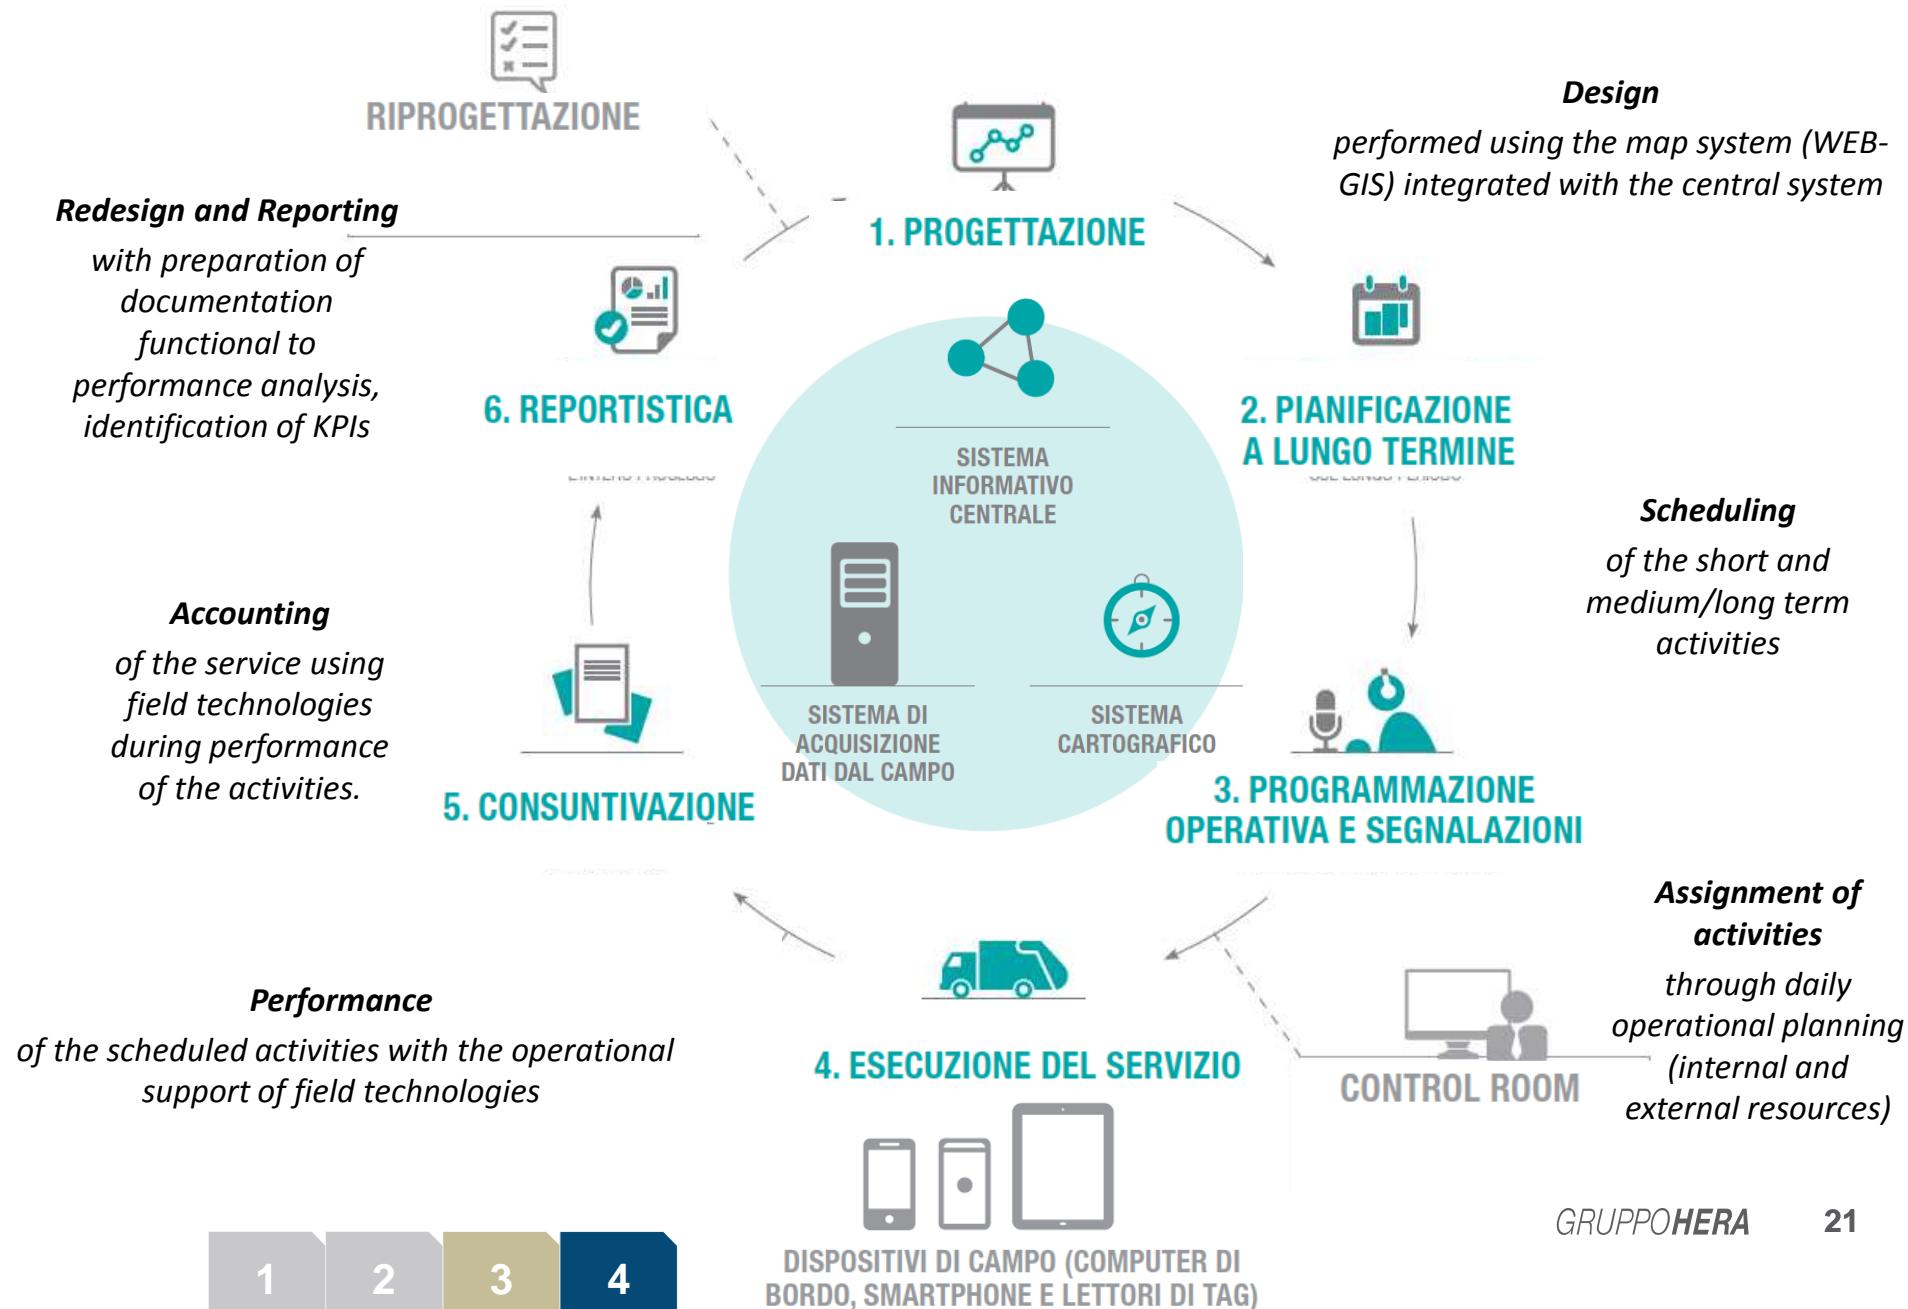 RIPROGETTAZIONE
Design
performed using the map system (WEB-
GIS) integrated with the central system
1. PROGETTAZIONE
Redesign and Reporting
with preparation of
documentation
functional to
performance analysis,
identification of KPIs
6. REPORTISTICA
2. PIANIFICAZIONE
A LUNGO TERMINE
SISTEMA
INFORMATIVO
CENTRALE
Scheduling
of the short and
medium/long term
activities
Accounting
of the service using
field technologies
during performance
of the activities.
SISTEMA DI
ACQUISIZIONE
DATI DAL CAMPO
SISTEMA
CARTOGRAFICO
5. CONSUNTIVAZIONE
3. PROGRAMMAZIONE
OPERATIVA E SEGNALAZIONI
Assignment of
activities
through daily
operational planning
(internal and
external resources)
Performance
of the scheduled activities with the operational
support of field technologies
4. ESECUZIONE DEL SERVIZIO
CONTROL ROOM
DISPOSITIVI DI CAMPO (COMPUTER DI
BORDO, SMARTPHONE E LETTORI DI TAG)
GRUPPOHERA
21
1 2 3 4